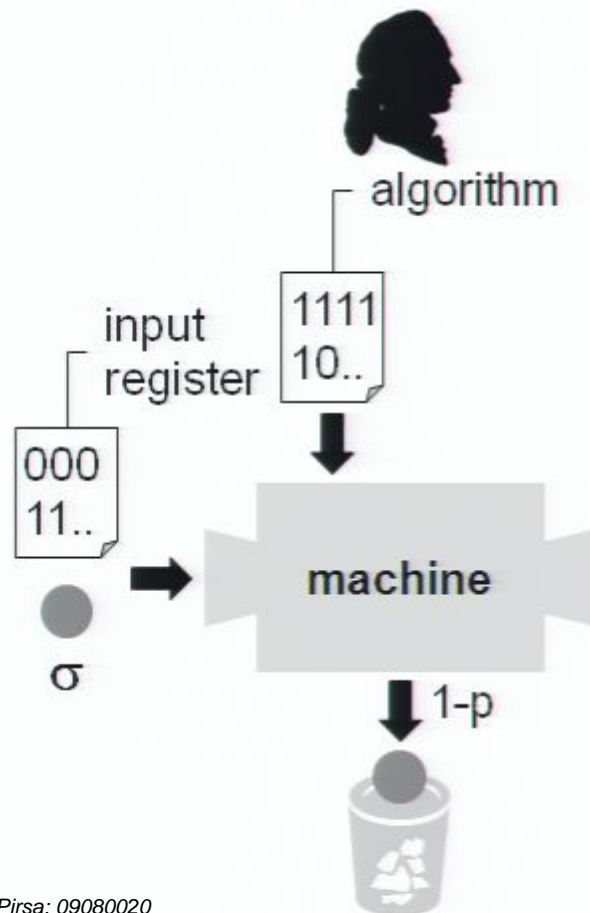 algorithm
1111
10..
input
register
000
11..
machine
σ
1-p
Pirsa: 09080020